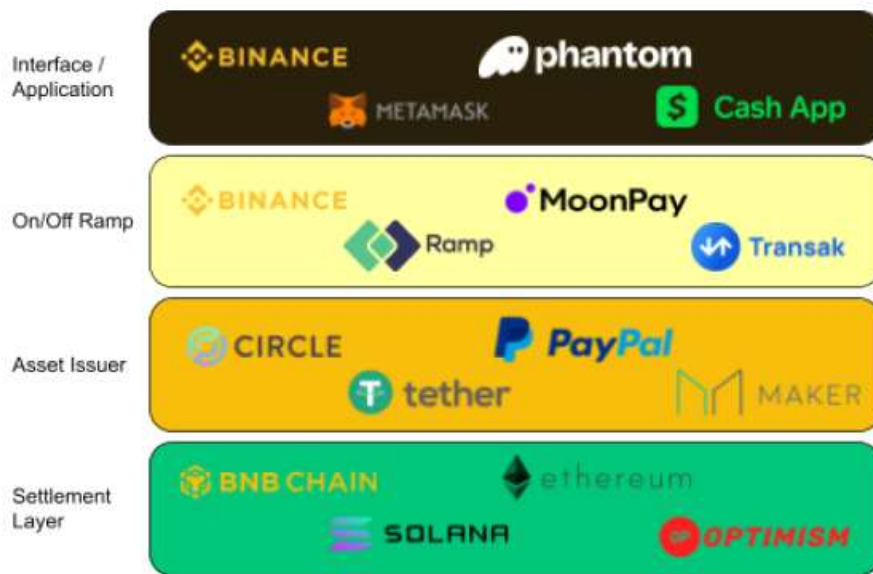 Interface /
Application
BINANCE
phantom
METAMASK
Cash App
On/Off Ramp
BINANCE
MoonPay
Ramp
Transak
Asset Issuer
CIRCLE
PayPal
tether
MAKER
Settlement
Layer
BNB CHAIN
ethereum
SOLANA
OP OPTIMISM